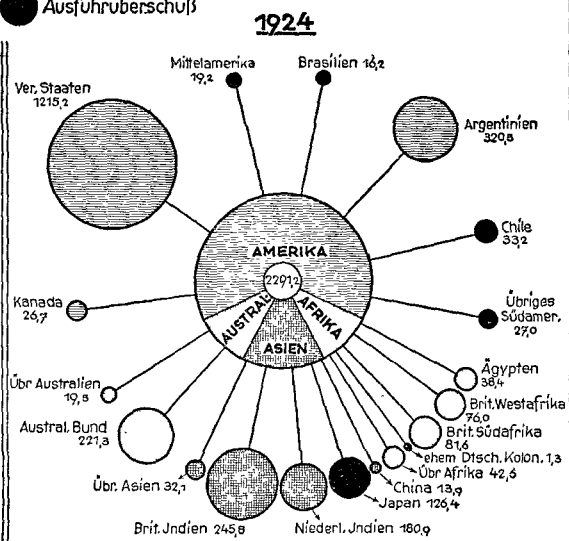 Ausfuhrüberschuß
1924
Mittelamerika
19,2
Brasilien 16,2
Ver. Staaten
1215,2
Argentinien
320,8
AMERIKA
2291,2
AUSTRAL.
AFRIKA
ASIEN
Chile
33,2
Kanada
26,7
Übriges
Südamer.
27,0
Ägypten
38,4
Übr Australien
19,8
Brit. Westafrika
76,0
Austral. Bund
221,3
Brit. Südafrika
81,6
ehem Dtsch. Kolon. 1,3
Übr Afrika 42,6
Übr. Asien 32,1
China 13,9
Japan 126,4
Brit. Jndien 245,8
Niederl. Jndien 180,9